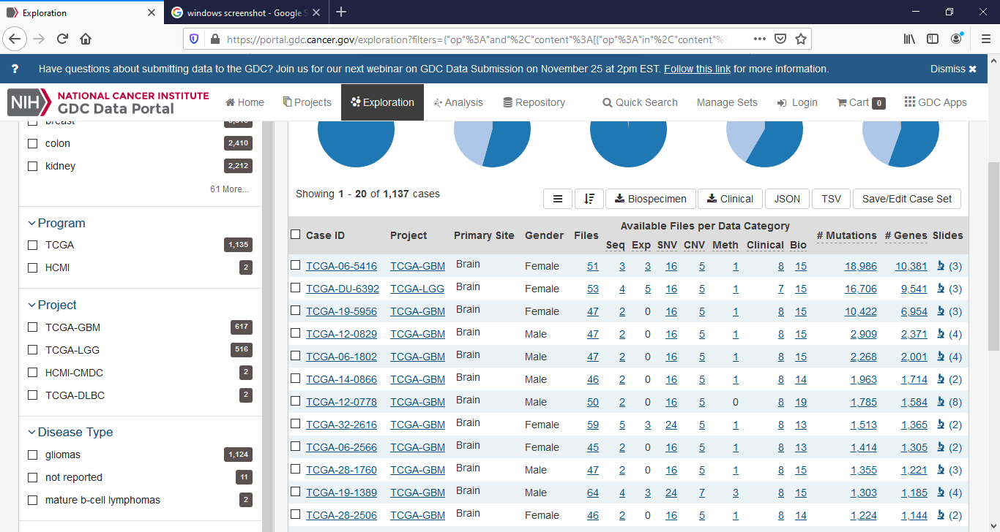 Exploration
windows screenshot - Google S
https://portal.gdc.cancer.gov/exploration?filters={"op"%3A"and"%2C"content"%3A[{"op"%3A"in"%2C"content"%
? Have questions about submitting data to the GDC? Join us for our next webinar on GDC Data Submission on November 25 at 2pm EST. Follow this link for more information. Dismiss
NIH NATIONAL CANCER INSTITUTE
GDC Data Portal
Home Projects Exploration Analysis Repository Quick Search Manage Sets Login Cart 0 GDC Apps
breast
colon 2,410
kidney 2,212
61 More...
Program
TCGA 1,135
HCMI 2
Project
TCGA-GBM 617
TCGA-LGG 516
HCMI-CMDC 2
TCGA-DLBC 2
Disease Type
gliomas 1,124
not reported 11
mature b-cell lymphomas 2
Showing 1 - 20 of 1,137 cases
Biospecimen Clinical JSON TSV Save/Edit Case Set
Case ID Project Primary Site Gender Files Available Files per Data Category # Mutations # Genes Slides
Seq Exp SNV CNV Meth Clinical Bio
TCGA-06-5416 TCGA-GBM Brain Female 51 3 3 16 5 1 8 15 18,986 10,381 (3)
TCGA-DU-6392 TCGA-LGG Brain Female 53 4 5 16 5 1 7 15 16,706 9,541 (3)
TCGA-19-5956 TCGA-GBM Brain Female 47 2 0 16 5 1 8 15 10,422 6,954 (3)
TCGA-12-0829 TCGA-GBM Brain Male 47 2 0 16 5 1 8 15 2,909 2,371 (4)
TCGA-06-1802 TCGA-GBM Brain Male 47 2 0 16 5 1 8 15 2,268 2,001 (4)
TCGA-14-0866 TCGA-GBM Brain Male 46 2 0 16 5 1 8 14 1,963 1,714 (2)
TCGA-12-0778 TCGA-GBM Brain Male 50 2 0 16 5 0 8 19 1,785 1,584 (8)
TCGA-32-2616 TCGA-GBM Brain Female 59 5 3 24 5 1 8 13 1,513 1,365 (2)
TCGA-06-2566 TCGA-GBM Brain Female 45 2 0 16 5 1 8 13 1,414 1,305 (2)
TCGA-28-1760 TCGA-GBM Brain Male 47 2 0 16 5 1 8 15 1,355 1,221 (3)
TCGA-19-1389 TCGA-GBM Brain Male 64 4 3 24 7 3 8 15 1,303 1,185 (4)
TCGA-28-2506 TCGA-GBM Brain Female 46 2 0 16 5 1 8 14 1,224 1,144 (2)